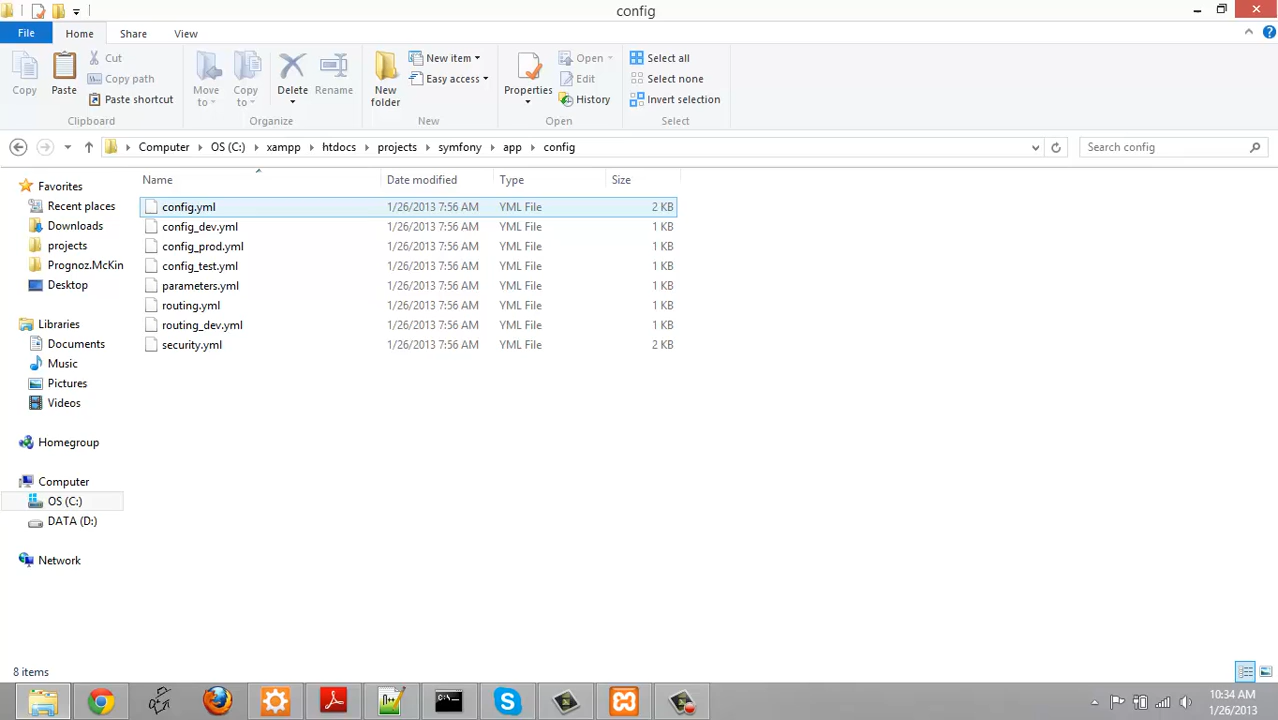 config
File
Home
Share
View
Copy
Paste
Cut
Copy path
Paste shortcut
Clipboard
Move to
Copy to
Delete
Rename
Organize
New folder
New item
Easy access
New
Properties
Open
Edit
History
Open
Select all
Select none
Invert selection
Select
Computer OS (C:) xampp htdocs projects symfony app config
Search config
Name Date modified Type Size
config.yml 1/26/2013 7:56 AM YML File 2 KB
config_dev.yml 1/26/2013 7:56 AM YML File 1 KB
config_prod.yml 1/26/2013 7:56 AM YML File 1 KB
config_test.yml 1/26/2013 7:56 AM YML File 1 KB
parameters.yml 1/26/2013 7:56 AM YML File 1 KB
routing.yml 1/26/2013 7:56 AM YML File 1 KB
routing_dev.yml 1/26/2013 7:56 AM YML File 1 KB
security.yml 1/26/2013 7:56 AM YML File 2 KB
Favorites
Recent places
Downloads
projects
Prognoz.McKin
Desktop
Libraries
Documents
Music
Pictures
Videos
Homegroup
Computer
OS (C:)
DATA (D:)
Network
8 items
10:34 AM
1/26/2013